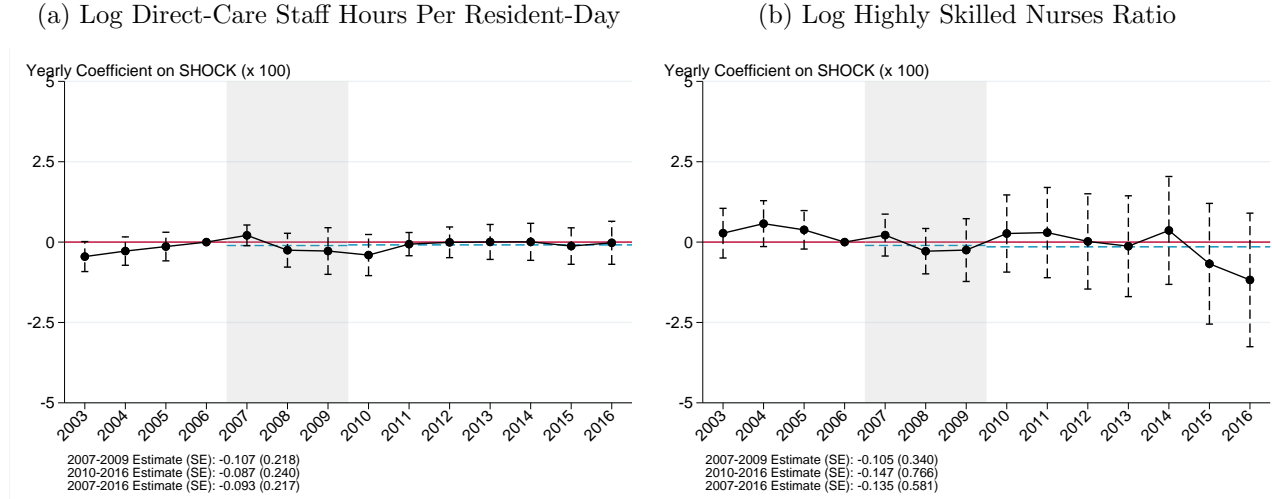 (a) Log Direct-Care Staff Hours Per Resident-Day
Yearly Coefficient on SHOCK (x 100)
5
2.5
0
-2.5
-5
2003 2004 2005 2006 2007 2008 2009 2010 2011 2012 2013 2014 2015 2016
2007-2009 Estimate (SE): -0.107 (0.218)
2010-2016 Estimate (SE): -0.087 (0.240)
2007-2016 Estimate (SE): -0.093 (0.217)
(b) Log Highly Skilled Nurses Ratio
Yearly Coefficient on SHOCK (x 100)
5
2.5
0
-2.5
-5
2003 2004 2005 2006 2007 2008 2009 2010 2011 2012 2013 2014 2015 2016
2007-2009 Estimate (SE): -0.105 (0.340)
2010-2016 Estimate (SE): -0.147 (0.766)
2007-2016 Estimate (SE): -0.135 (0.581)